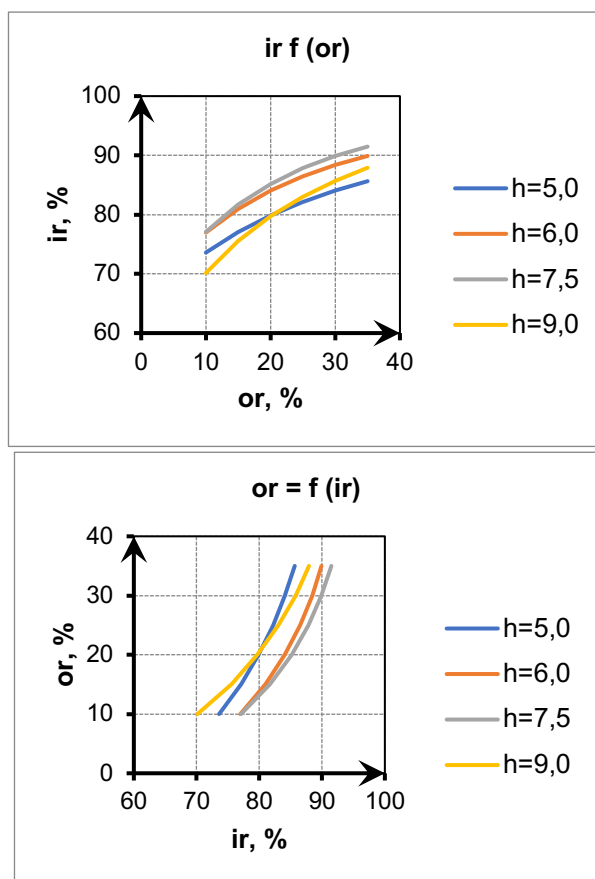 ir f (or)
100
90
80
70
60
ir, %
0 10 20 30 40
or, %
h=5,0
h=6,0
h=7,5
h=9,0
or = f (ir)
40
30
20
10
0
or, %
60 70 80 90 100
ir, %
h=5,0
h=6,0
h=7,5
h=9,0